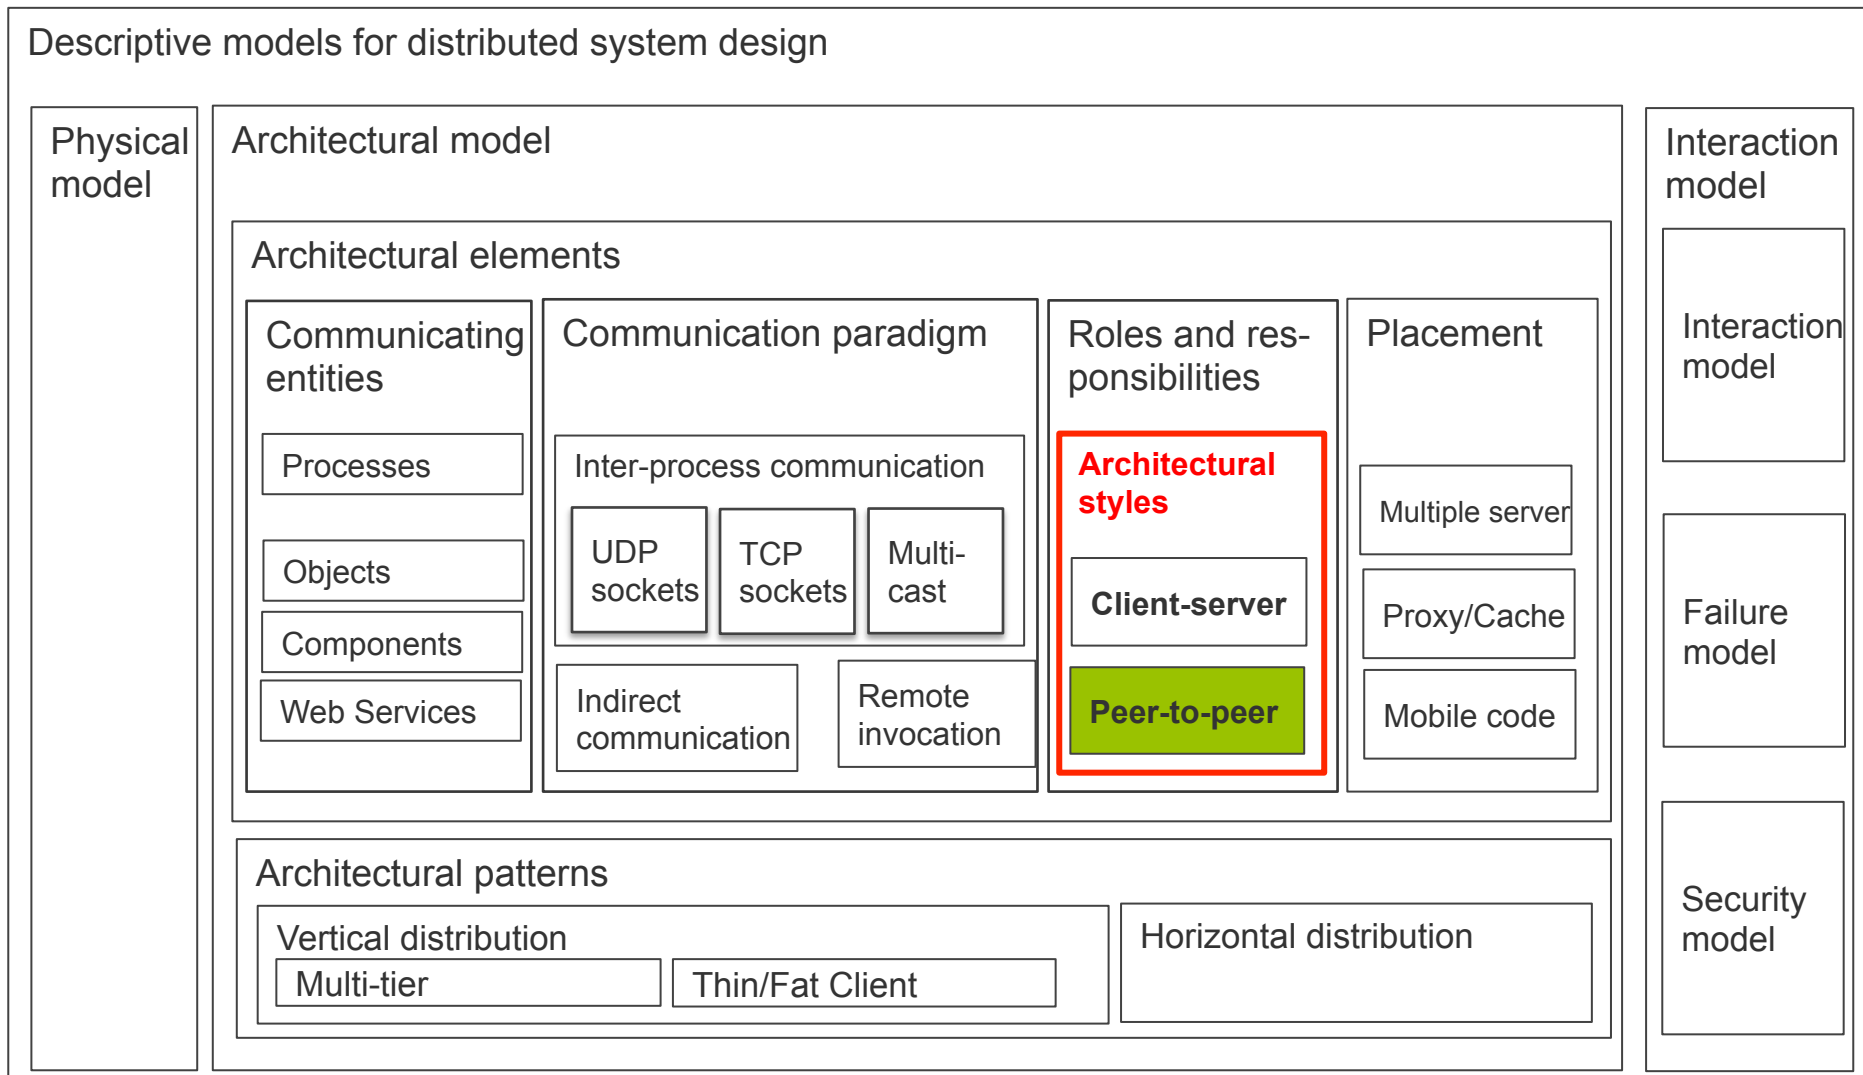 Descriptive models for distributed system design
Physical
model
Architectural model
Architectural elements
Communicating
entities
Processes
Objects
Components
Web Services
Communication paradigm
Inter-process communication
UDP
sockets
TCP
sockets
Multi-
cast
Indirect
communication
Remote
invocation
Roles and res-
ponsibilities
Architectural
styles
Client-server
Peer-to-peer
Placement
Multiple server
Proxy/Cache
Mobile code
Architectural patterns
Vertical distribution
Multi-tier
Thin/Fat Client
Horizontal distribution
Interaction
model
Interaction
model
Failure
model
Security
model